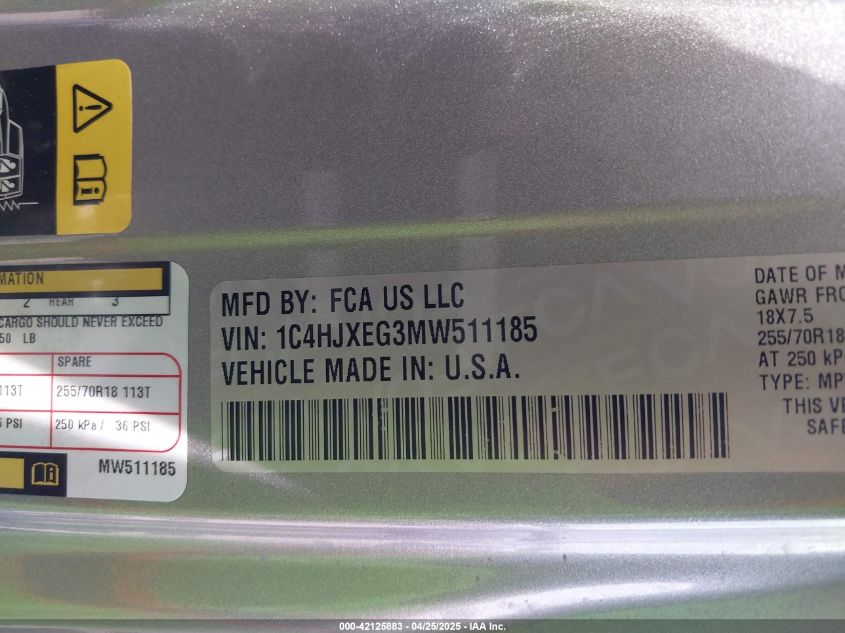 MATION
2 REAR 3
CARGO SHOULD NEVER EXCEED
50 LB
SPARE
113T 255/70R18 113T
PSI 250 kPa / 36 PSI
MW511185
MFD BY: FCA US LLC
VIN: 1C4HJXEG3MW511185
VEHICLE MADE IN: U.S.A.
DATE OF M
GAWR FRO
18X7.5
255/70R18
AT 250 kP
TYPE: MP
THIS VE
SAFE
000-42125883 - 04/25/2025 - IAA Inc.